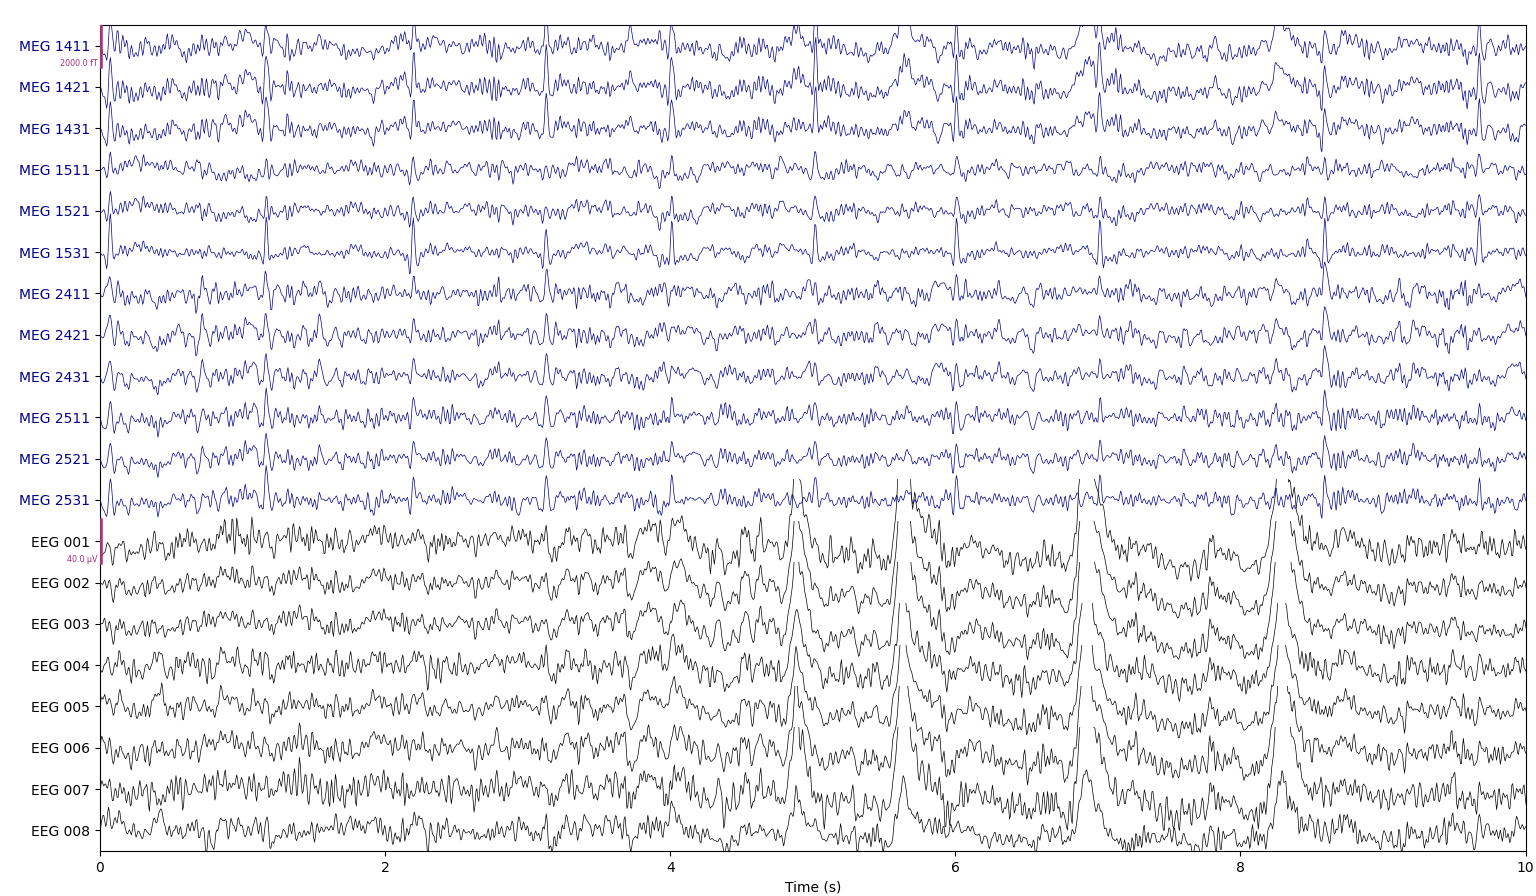 MEG 1411
2000.0 fT
MEG 1421
MEG 1431
MEG 1511
MEG 1521
MEG 1531
MEG 2411
MEG 2421
MEG 2431
MEG 2511
MEG 2521
MEG 2531
EEG 001
40.0 µV
EEG 002
EEG 003
EEG 004
EEG 005
EEG 006
EEG 007
EEG 008
0 2 4 6 8 10
Time (s)